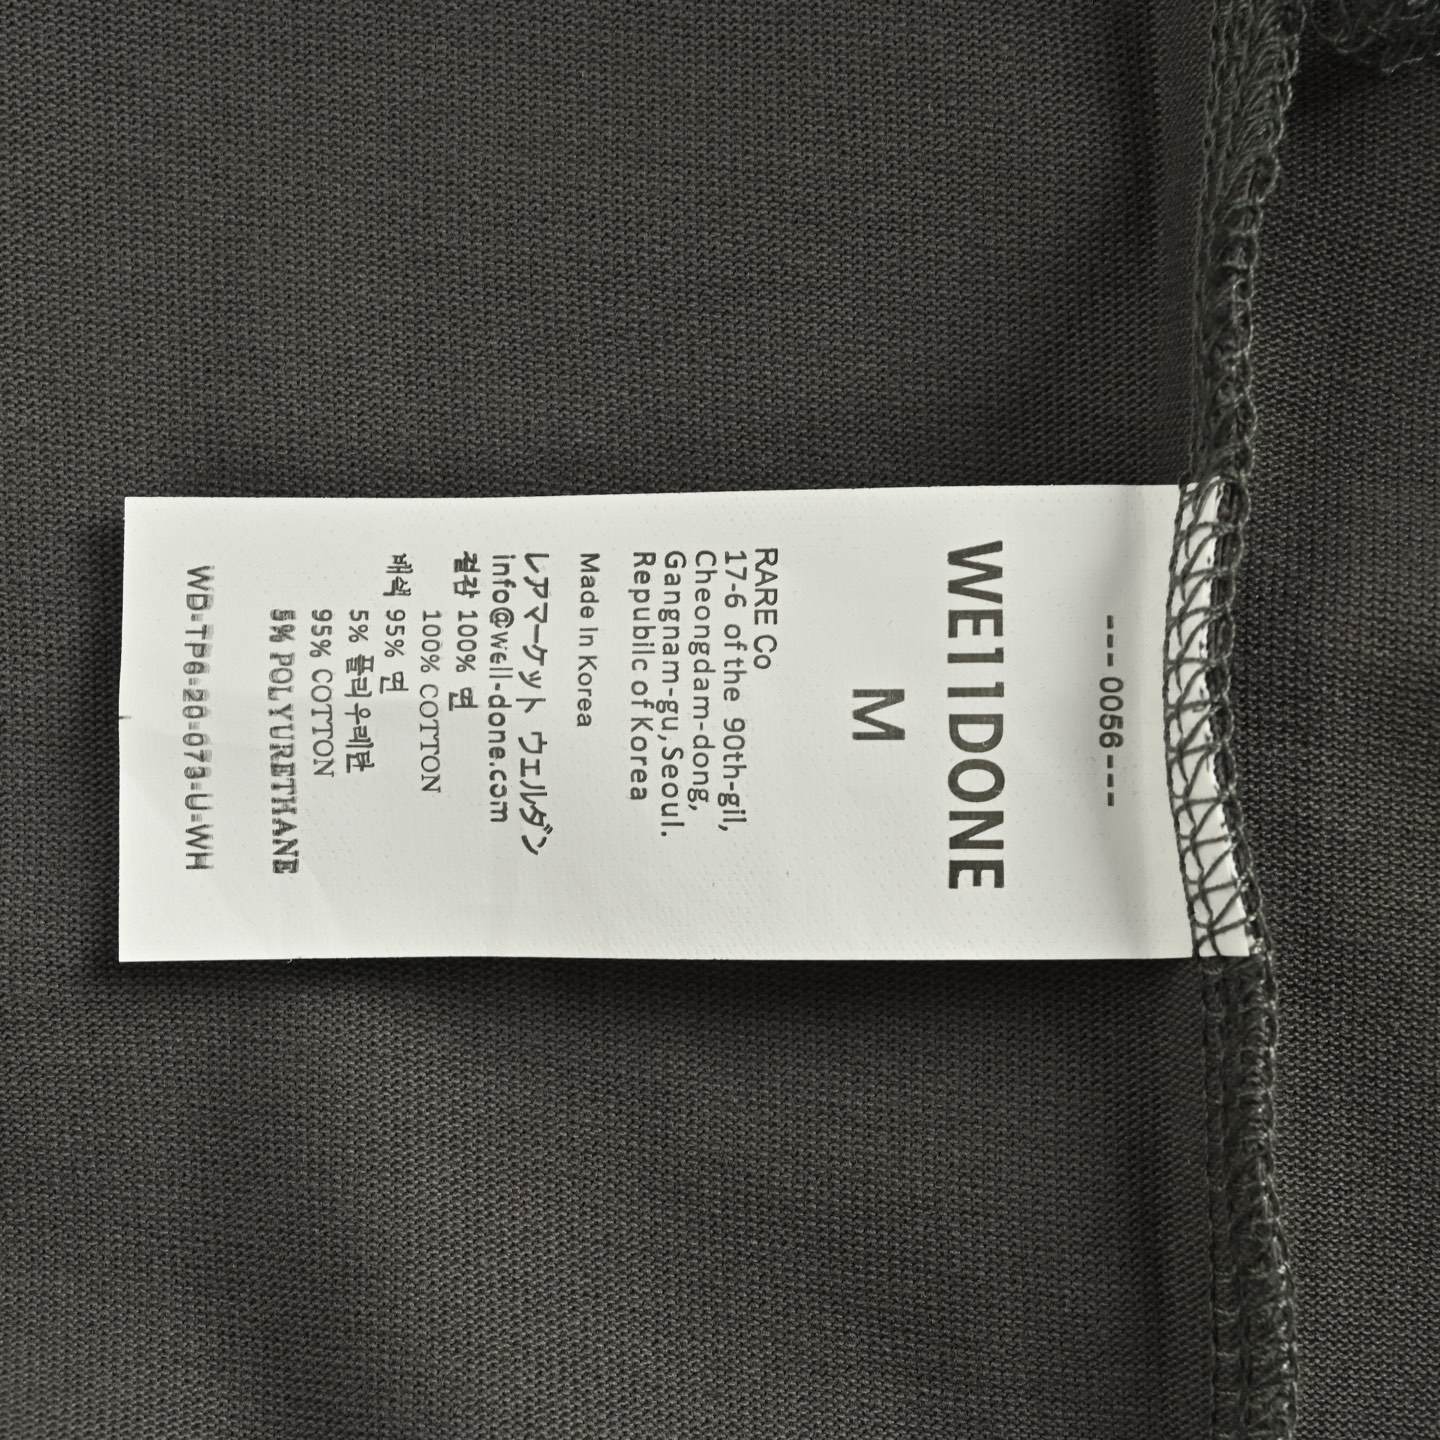 --- 0056 ---
WE11DONE
M
RARE Co
17-6 of the 90th-gil,
Cheongdam-dong,
Gangnam-gu, Seoul.
Republic of Korea
Made In Korea
レアマーケット ウェルダン
info@well-done.com
겉감 100% 면
100% COTTON
배색 95% 면
5% 폴리우레탄
95% COTTON
5% POLYURETHANE
WD-TP6-20-073-U-WH